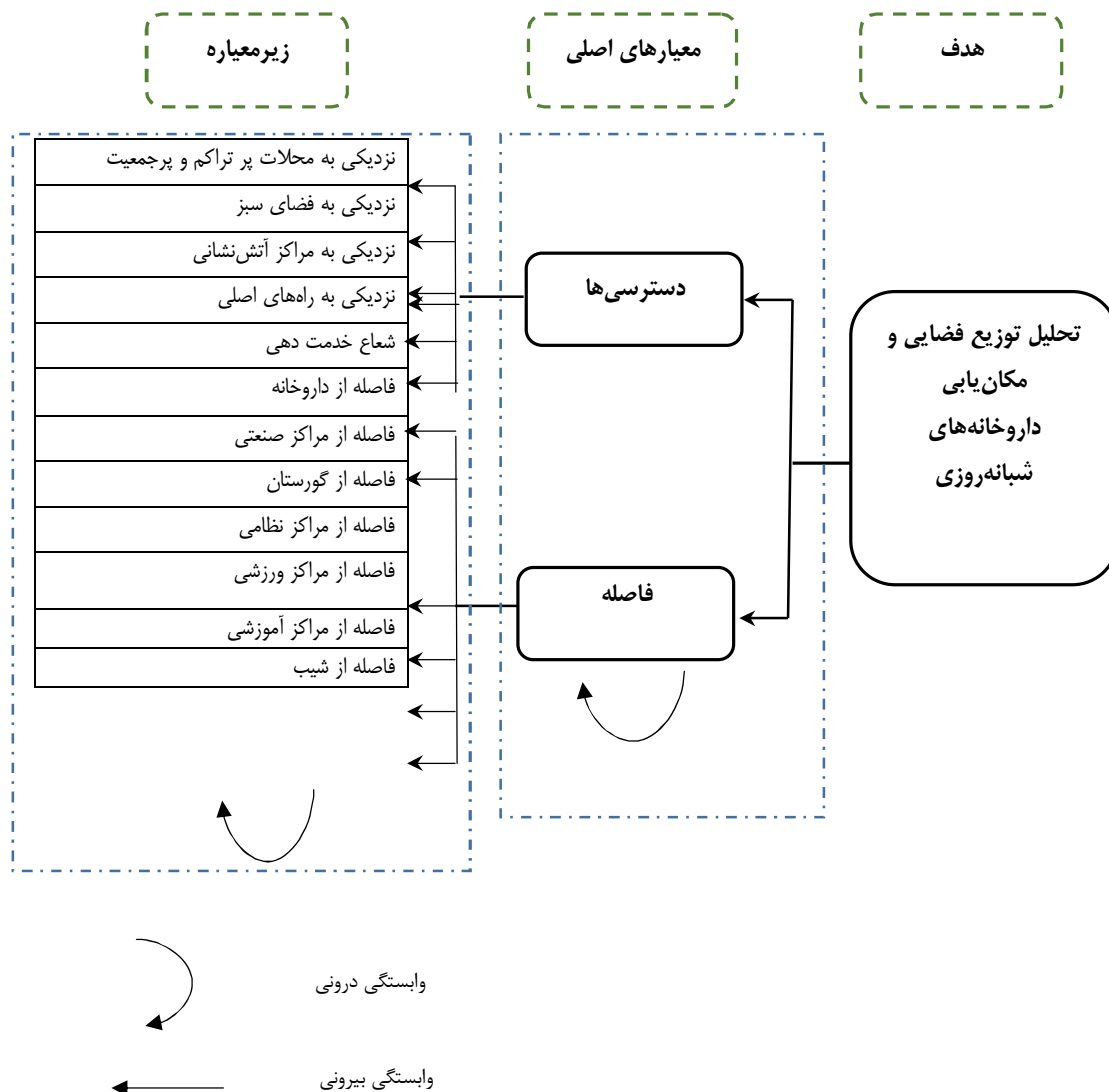 هدف
معیارهای اصلی
زیرمعیاره
تحلیل توزیع فضایی و
مکان‌یابی
داروخانه‌های
شبانه‌روزی
دسترسی‌ها
فاصله
نزدیکی به محلات پر تراکم و پرجمعیت
نزدیکی به فضای سبز
نزدیکی به مراکز آتش‌نشانی
نزدیکی به راه‌های اصلی
شعاع خدمت دهی
فاصله از داروخانه
فاصله از مراکز صنعتی
فاصله از گورستان
فاصله از مراکز نظامی
فاصله از مراکز ورزشی
فاصله از مراکز آموزشی
فاصله از شیب
وابستگی درونی
وابستگی بیرونی